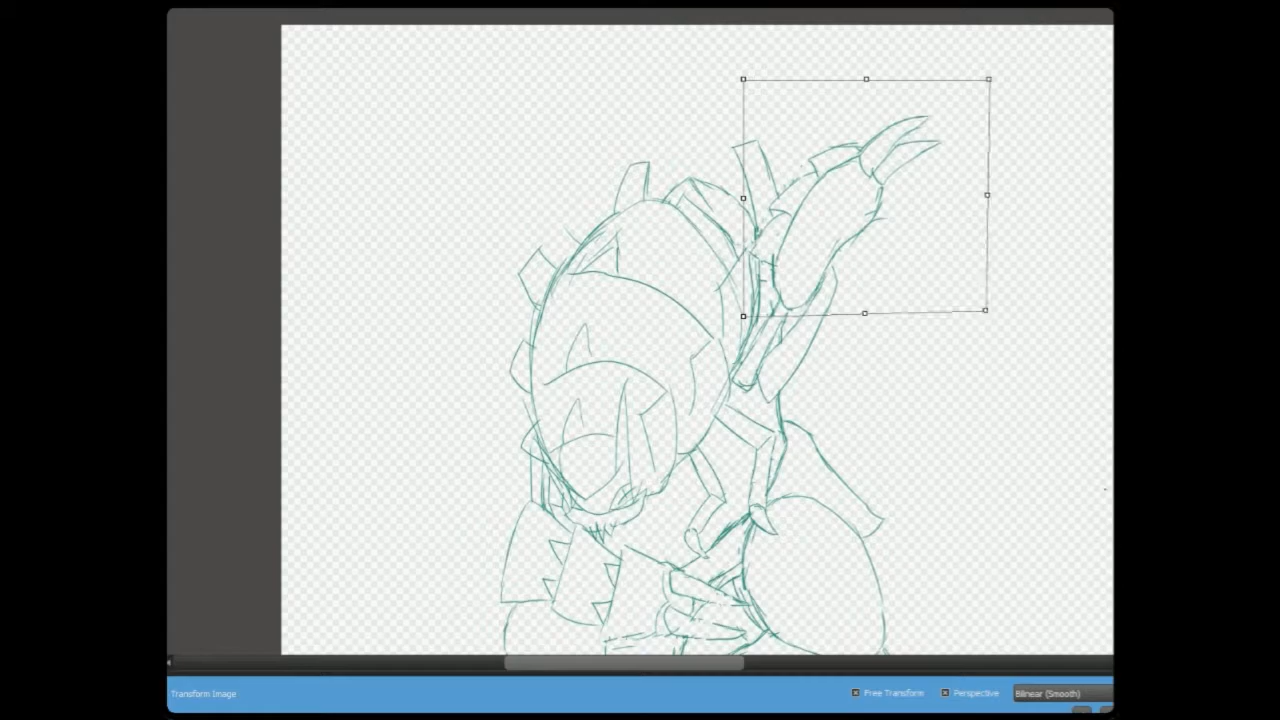 Transform Image
Free Transform
Perspective
Bilinear (Smooth)